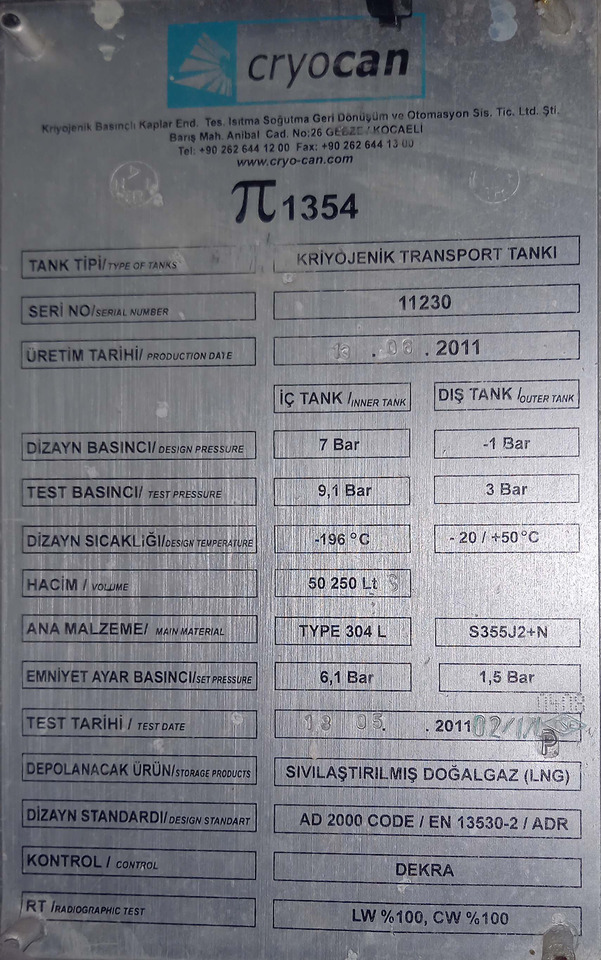 cryocan
Kriyojenik Basınçlı Kaplar End. Tes. Isıtma Soğutma Geri Dönüşüm ve Otomasyon Sis. Tic. Ltd. Şti.
Barış Mah. Anibal Cad. No:26 GEBZE / KOCAELİ
Tel: +90 262 644 12 00 Fax: +90 262 644 13 00
www.cryo-can.com
π 1354
TANK TİPİ/TYPE OF TANKS KRİYOJENİK TRANSPORT TANKI
SERİ NO/SERIAL NUMBER 11230
ÜRETİM TARİHİ/ PRODUCTION DATE . 06 . 2011
İÇ TANK /INNER TANK DIŞ TANK /OUTER TANK
DİZAYN BASINCI/ DESIGN PRESSURE 7 Bar -1 Bar
TEST BASINCI/ TEST PRESSURE 9,1 Bar 3 Bar
DİZAYN SICAKLIĞI/DESIGN TEMPERATURE -196 °C - 20 / +50°C
HACİM / VOLUME 50 250 Lt S
ANA MALZEME/ MAIN MATERIAL TYPE 304 L S355J2+N
EMNİYET AYAR BASINCI/SET PRESSURE 6,1 Bar 1,5 Bar
TEST TARİHİ / TEST DATE 18 05. . 2011 P
DEPOLANACAK ÜRÜN/STORAGE PRODUCTS SIVILAŞTIRILMIŞ DOĞALGAZ (LNG)
DİZAYN STANDARDI/DESIGN STANDART AD 2000 CODE / EN 13530-2 / ADR
KONTROL / CONTROL DEKRA
RT /RADIOGRAPHIC TEST LW %100, CW %100